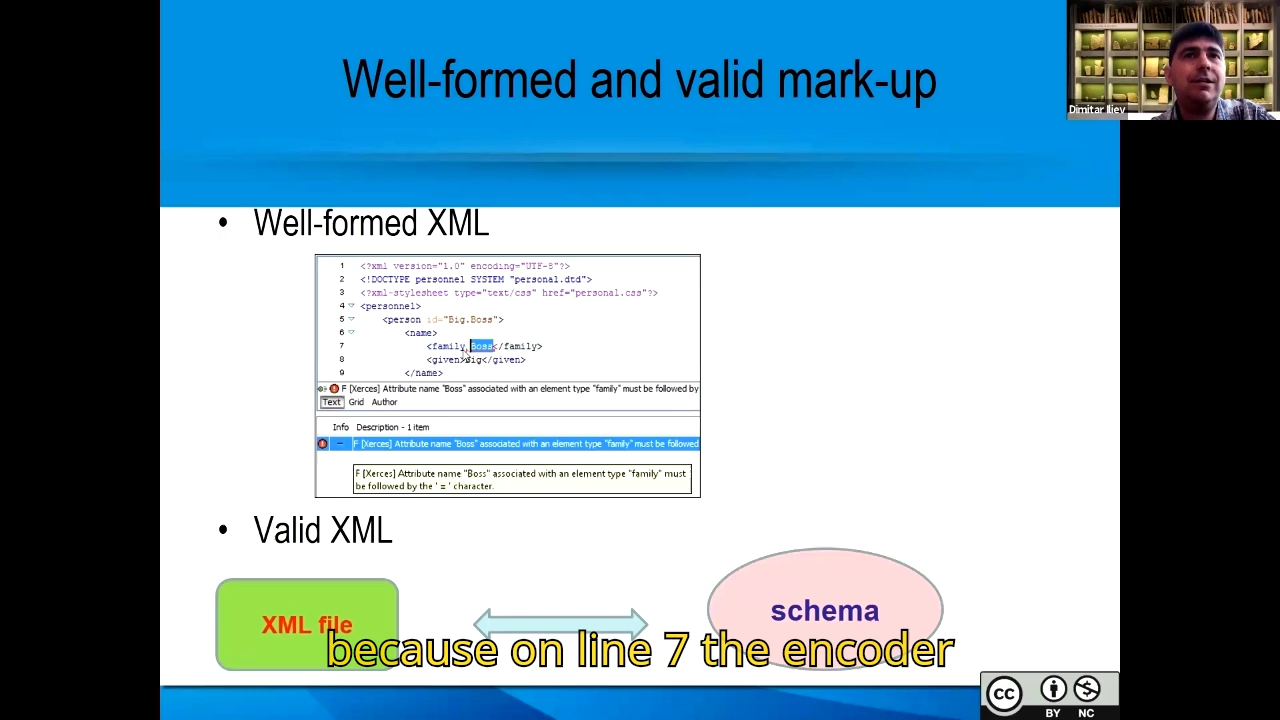 Well-formed and valid mark-up
Dimitar Iliev
• Well-formed XML
1 <?xml version="1.0" encoding="UTF-8"?>
2 <!DOCTYPE personnel SYSTEM "personal.dtd">
3 <?xml-stylesheet type="text/css" href="personal.css"?>
4 <personnel>
5 <person id="Big.Boss">
6 <name>
7 <family Boss</family>
8 <given>Big</given>
9 </name>
F [Xerces] Attribute name "Boss" associated with an element type "family" must be followed by
Text Grid Author
Info Description - 1 item
F [Xerces] Attribute name "Boss" associated with an element type "family" must be followed
F [Xerces] Attribute name "Boss" associated with an element type "family" must
be followed by the ' = ' character.
• Valid XML
XML file
schema
because on line 7 the encoder
cc
BY NC